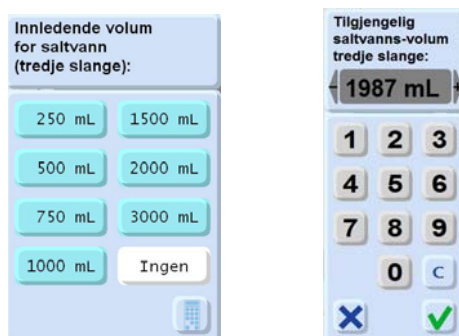 Innledende volum
for saltvann
(tredje slange):
250 mL 1500 mL
500 mL 2000 mL
750 mL 3000 mL
1000 mL Ingen
Tilgjengelig
saltvanns-volum
tredje slange:
1987 mL
1 2 3
4 5 6
7 8 9
0 C